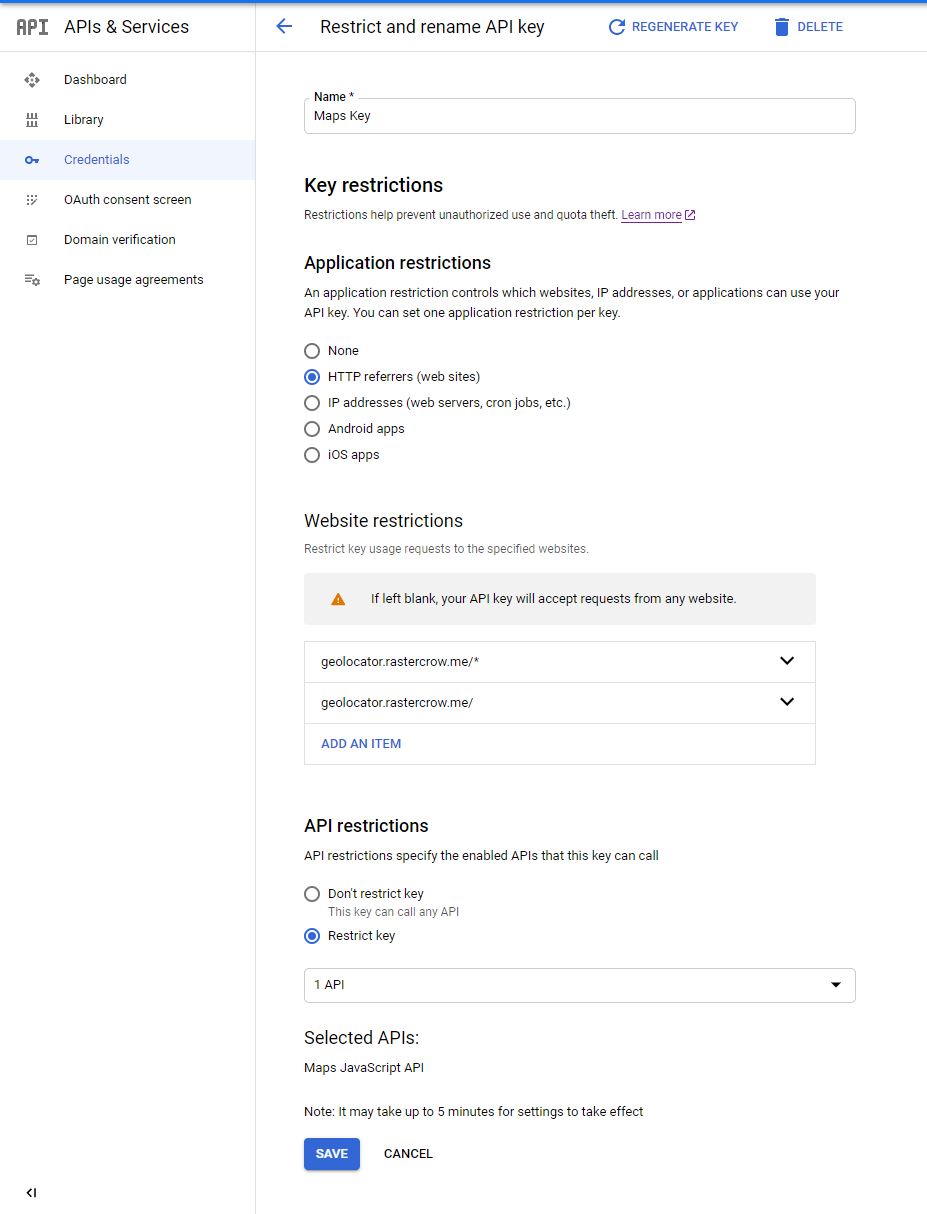 API APIs & Services
Restrict and rename API key
REGENERATE KEY
DELETE
Dashboard
Library
Credentials
OAuth consent screen
Domain verification
Page usage agreements
Name *
Maps Key
Key restrictions
Restrictions help prevent unauthorized use and quota theft. Learn more
Application restrictions
An application restriction controls which websites, IP addresses, or applications can use your
API key. You can set one application restriction per key.
None
HTTP referrers (web sites)
IP addresses (web servers, cron jobs, etc.)
Android apps
iOS apps
Website restrictions
Restrict key usage requests to the specified websites.
If left blank, your API key will accept requests from any website.
geolocator.rastercrow.me/*
geolocator.rastercrow.me/
ADD AN ITEM
API restrictions
API restrictions specify the enabled APIs that this key can call
Don't restrict key
This key can call any API
Restrict key
1 API
Selected APIs:
Maps JavaScript API
Note: It may take up to 5 minutes for settings to take effect
SAVE
CANCEL